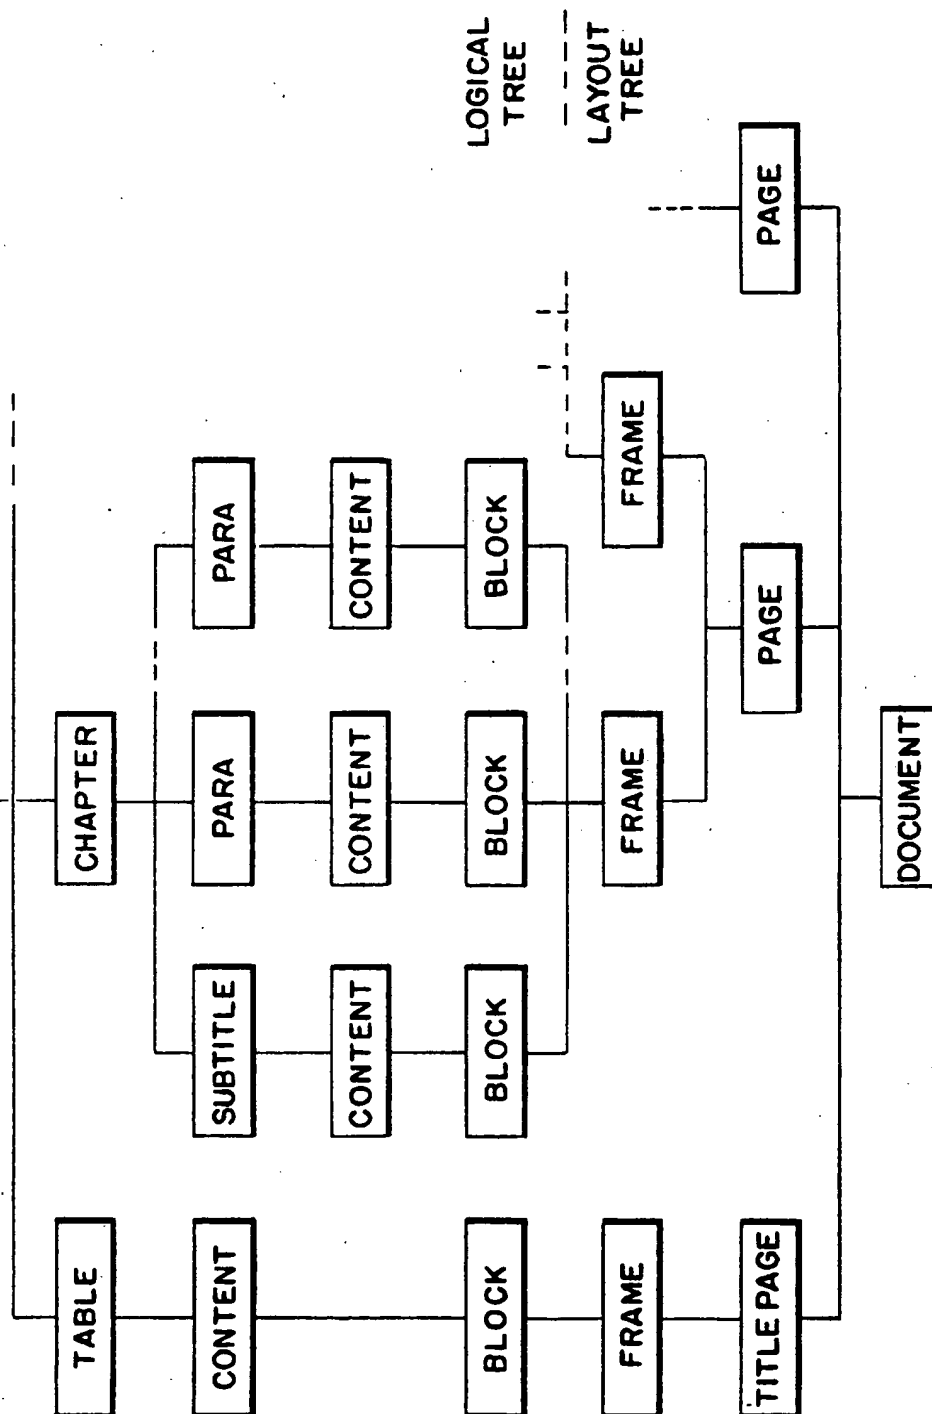 TABLE
CHAPTER
CONTENT
SUBTITLE
PARA
PARA
CONTENT
CONTENT
CONTENT
BLOCK
BLOCK
BLOCK
BLOCK
LOGICAL
TREE
LAYOUT
TREE
FRAME
FRAME
FRAME
TITLE PAGE
PAGE
PAGE
DOCUMENT